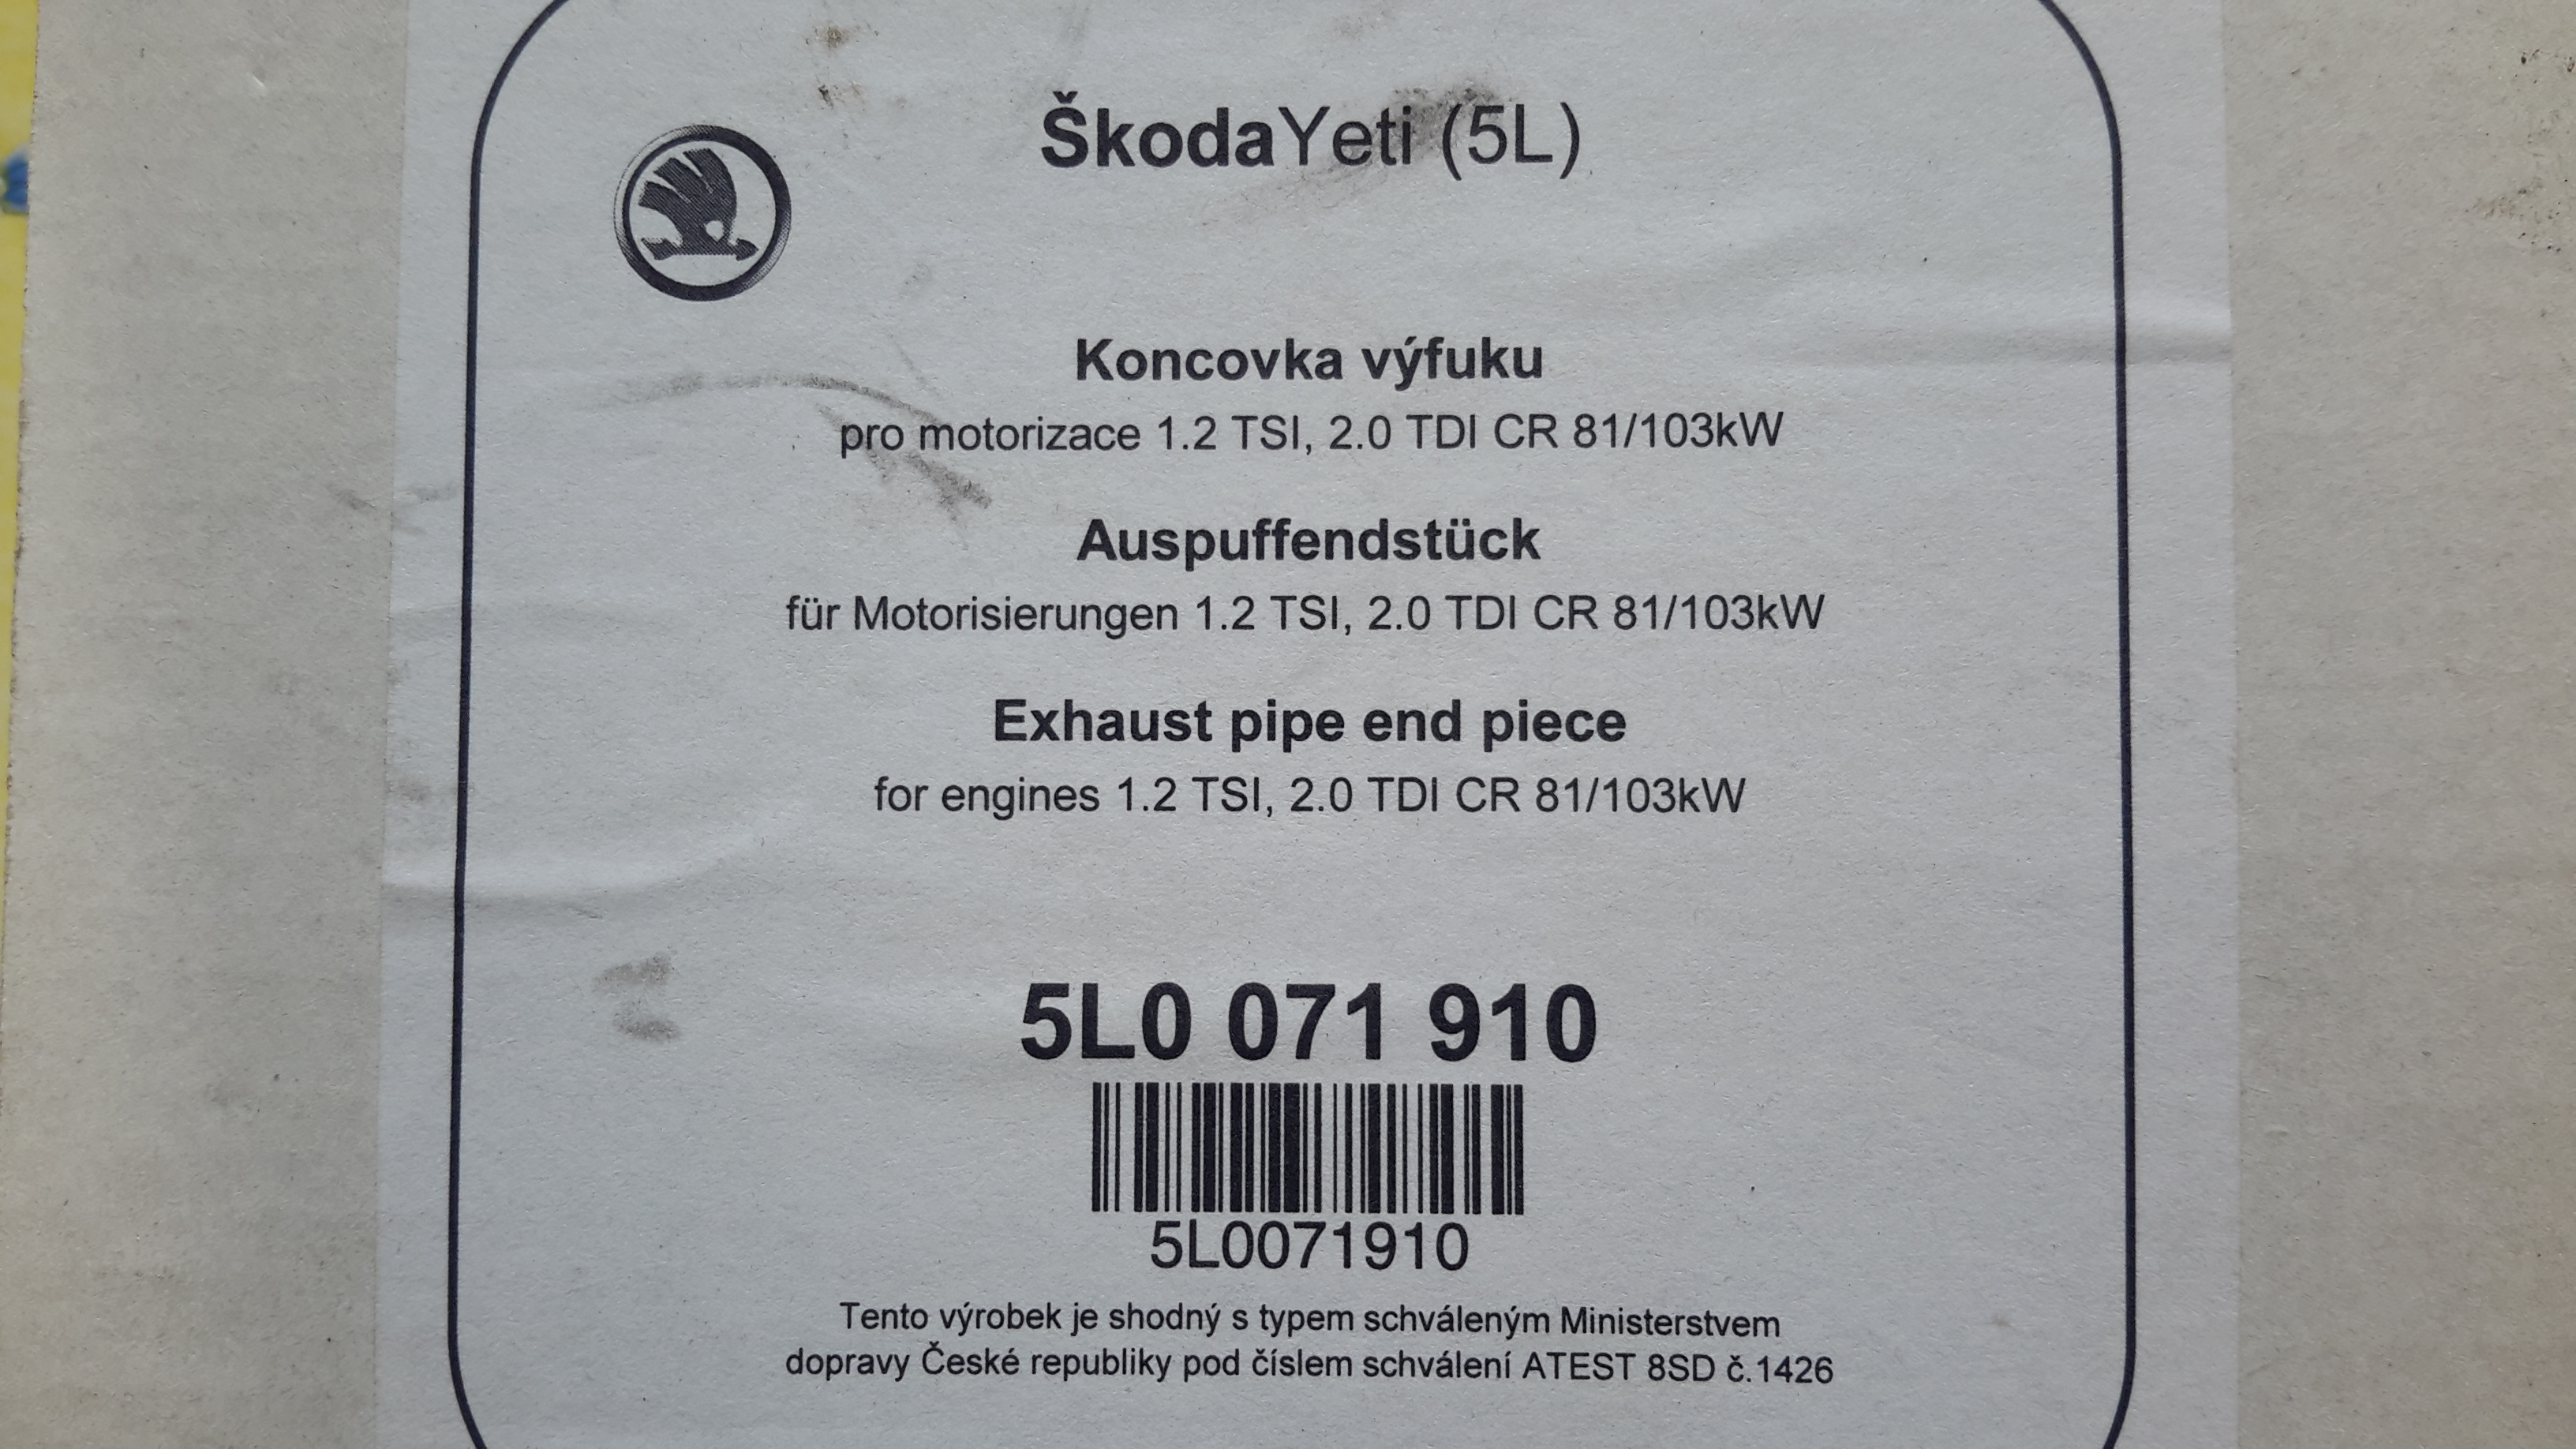 ŠkodaYeti (5L)
Koncovka výfuku
pro motorizace 1.2 TSI, 2.0 TDI CR 81/103kW
Auspuffendstück
für Motorisierungen 1.2 TSI, 2.0 TDI CR 81/103kW
Exhaust pipe end piece
for engines 1.2 TSI, 2.0 TDI CR 81/103kW
5L0 071 910
5L0071910
Tento výrobek je shodný s typem schváleným Ministerstvem
dopravy České republiky pod číslem schválení ATEST 8SD č.1426